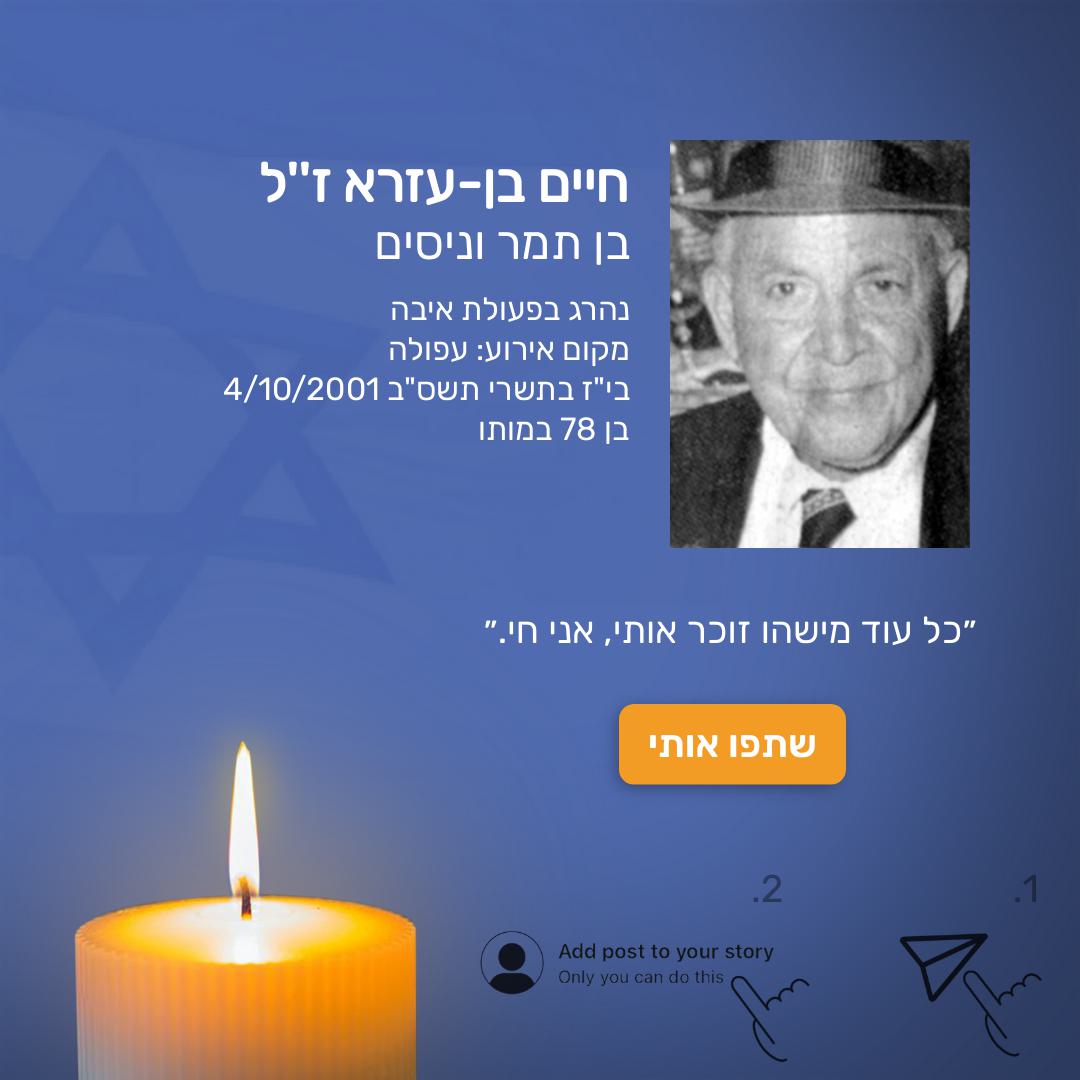 חיים בן-עזרא ז"ל
בן תמר וניסים
נהרג בפעולת איבה
מקום אירוע: עפולה
בי"ז בתשרי תשס"ב 4/10/2001
בן 78 במותו
״כל עוד מישהו זוכר אותי, אני חי.״
שתפו אותי
1.
2.
Add post to your story
Only you can do this